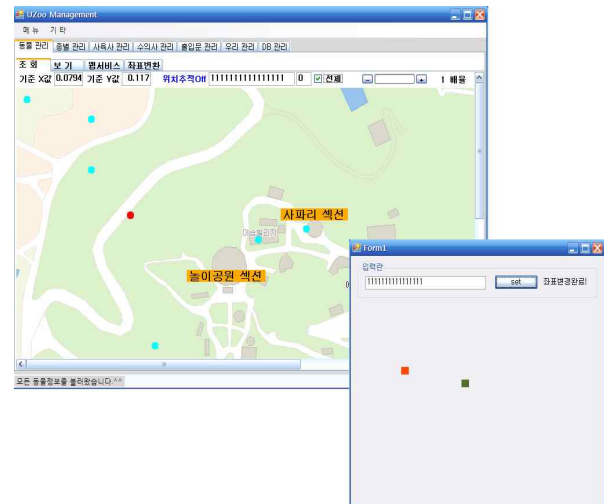 UZoo Management
메 뉴 기 타
동물 관리 종별 관리 사육사 관리 수의사 관리 출입문 관리 우리 관리 DB 관리
조 회 보 기 웹서비스 좌표변환
기준 X값 0.0794 기준 Y값 0.117 위치추적Off 1111111111111111 0 전체 - + 1 배율
사파리 섹션
놀이공원 섹션
모든 동물정보를 불러왔습니다.^^
Form1
입력란
1111111111111111 set 좌표변경완료!